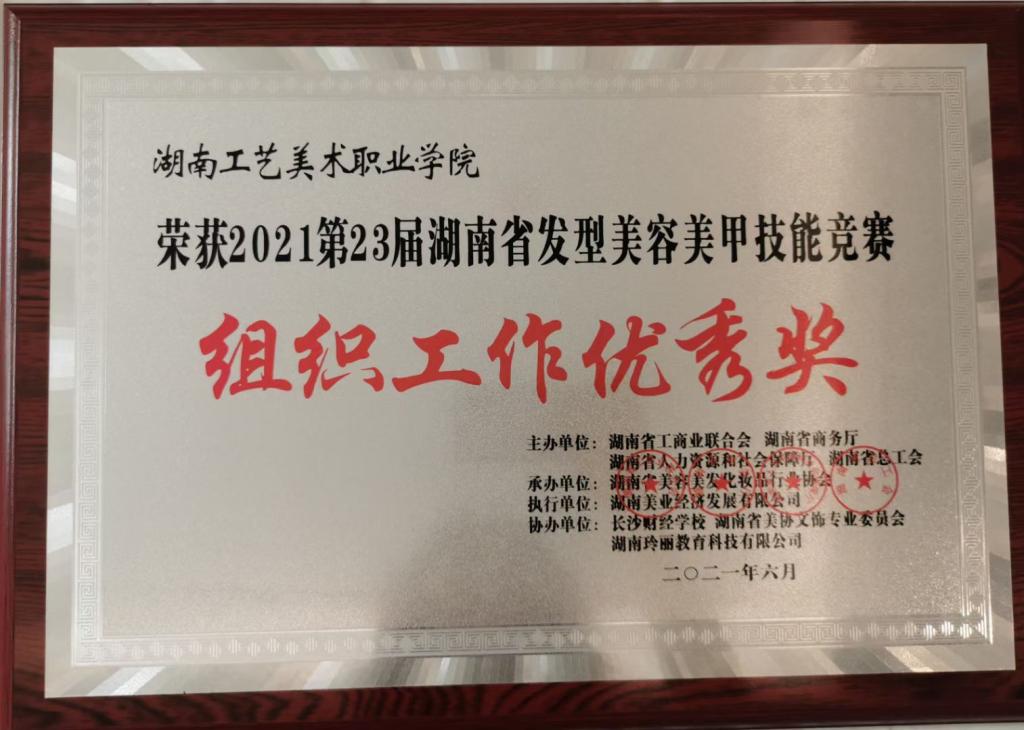 湖南工艺美术职业学院
荣获2021第23届湖南省发型美容美甲技能竞赛
组织工作优秀奖
主办单位：湖南省工商业联合会 湖南省商务厅
湖南省人力资源和社会保障厅 湖南省总工会
承办单位：湖南省美容美发化妆品行业协会
执行单位：湖南美业经济发展有限公司
协办单位：长沙财经学校 湖南省美协文饰专业委员会
湖南玲丽教育科技有限公司
二〇二一年六月